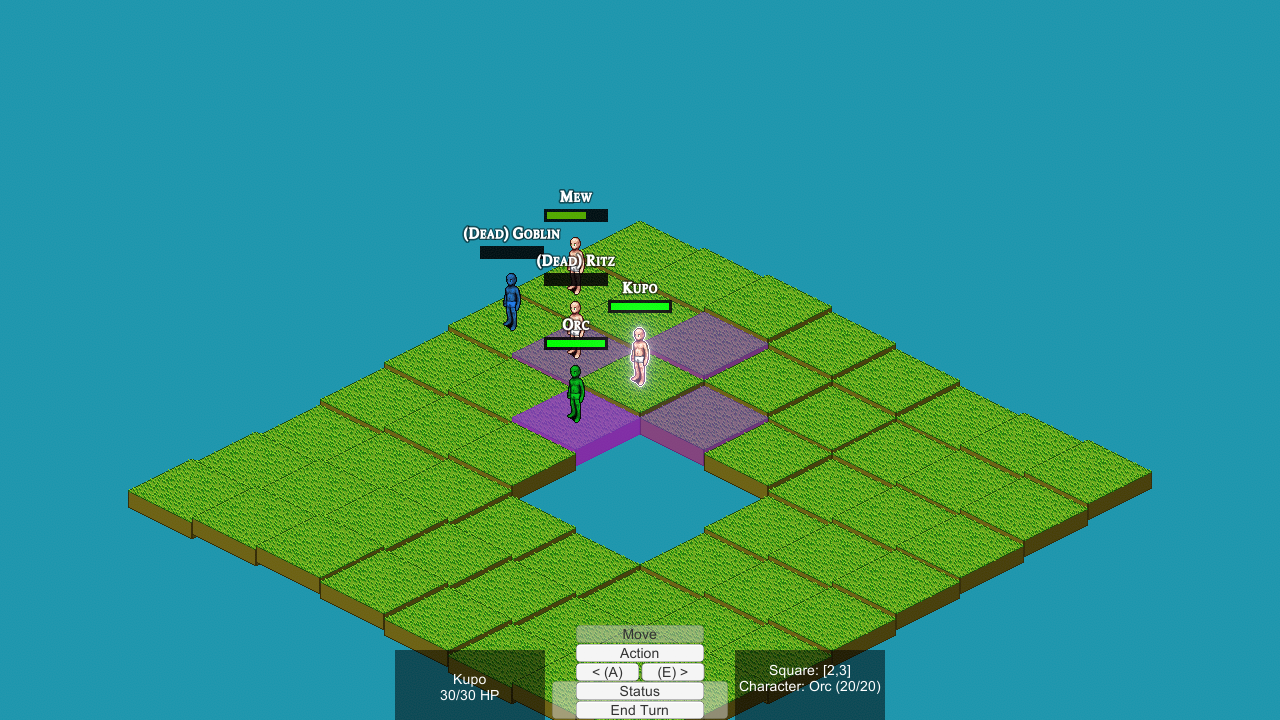 Mew
(Dead) Goblin
(Dead) Ritz
Kupo
Orc
Move
Action
< (A)
(E) >
Status
End Turn
Kupo
30/30 HP
Square: [2,3]
Character: Orc (20/20)